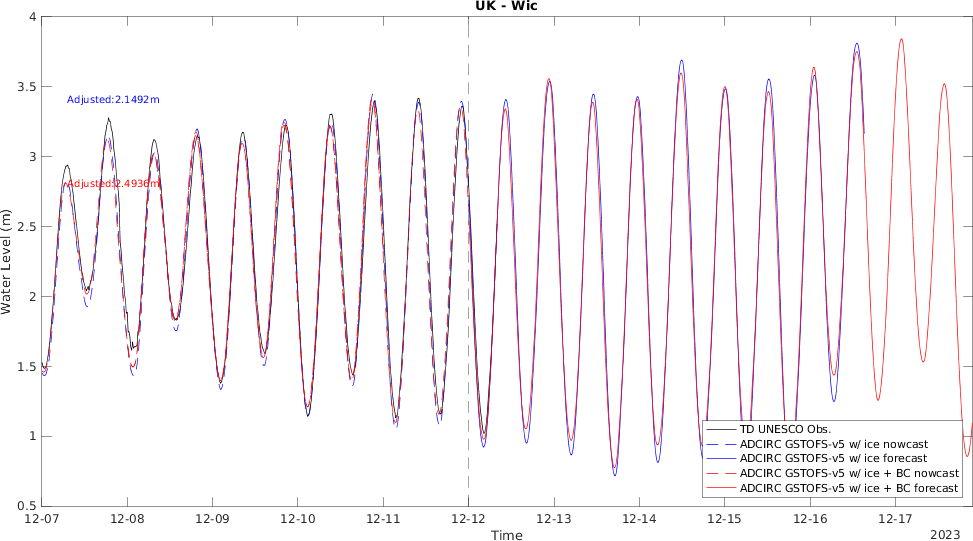 UK - Wic
4
3.5
3
2.5
2
1.5
1
0.5
Water Level (m)
Adjusted:2.1492m
Adjusted:2.4936m
TD UNESCO Obs.
ADCIRC GSTOFS-v5 w/ ice nowcast
ADCIRC GSTOFS-v5 w/ ice forecast
ADCIRC GSTOFS-v5 w/ ice + BC nowcast
ADCIRC GSTOFS-v5 w/ ice + BC forecast
12-07 12-08 12-09 12-10 12-11 12-12 12-13 12-14 12-15 12-16 12-17
Time
2023